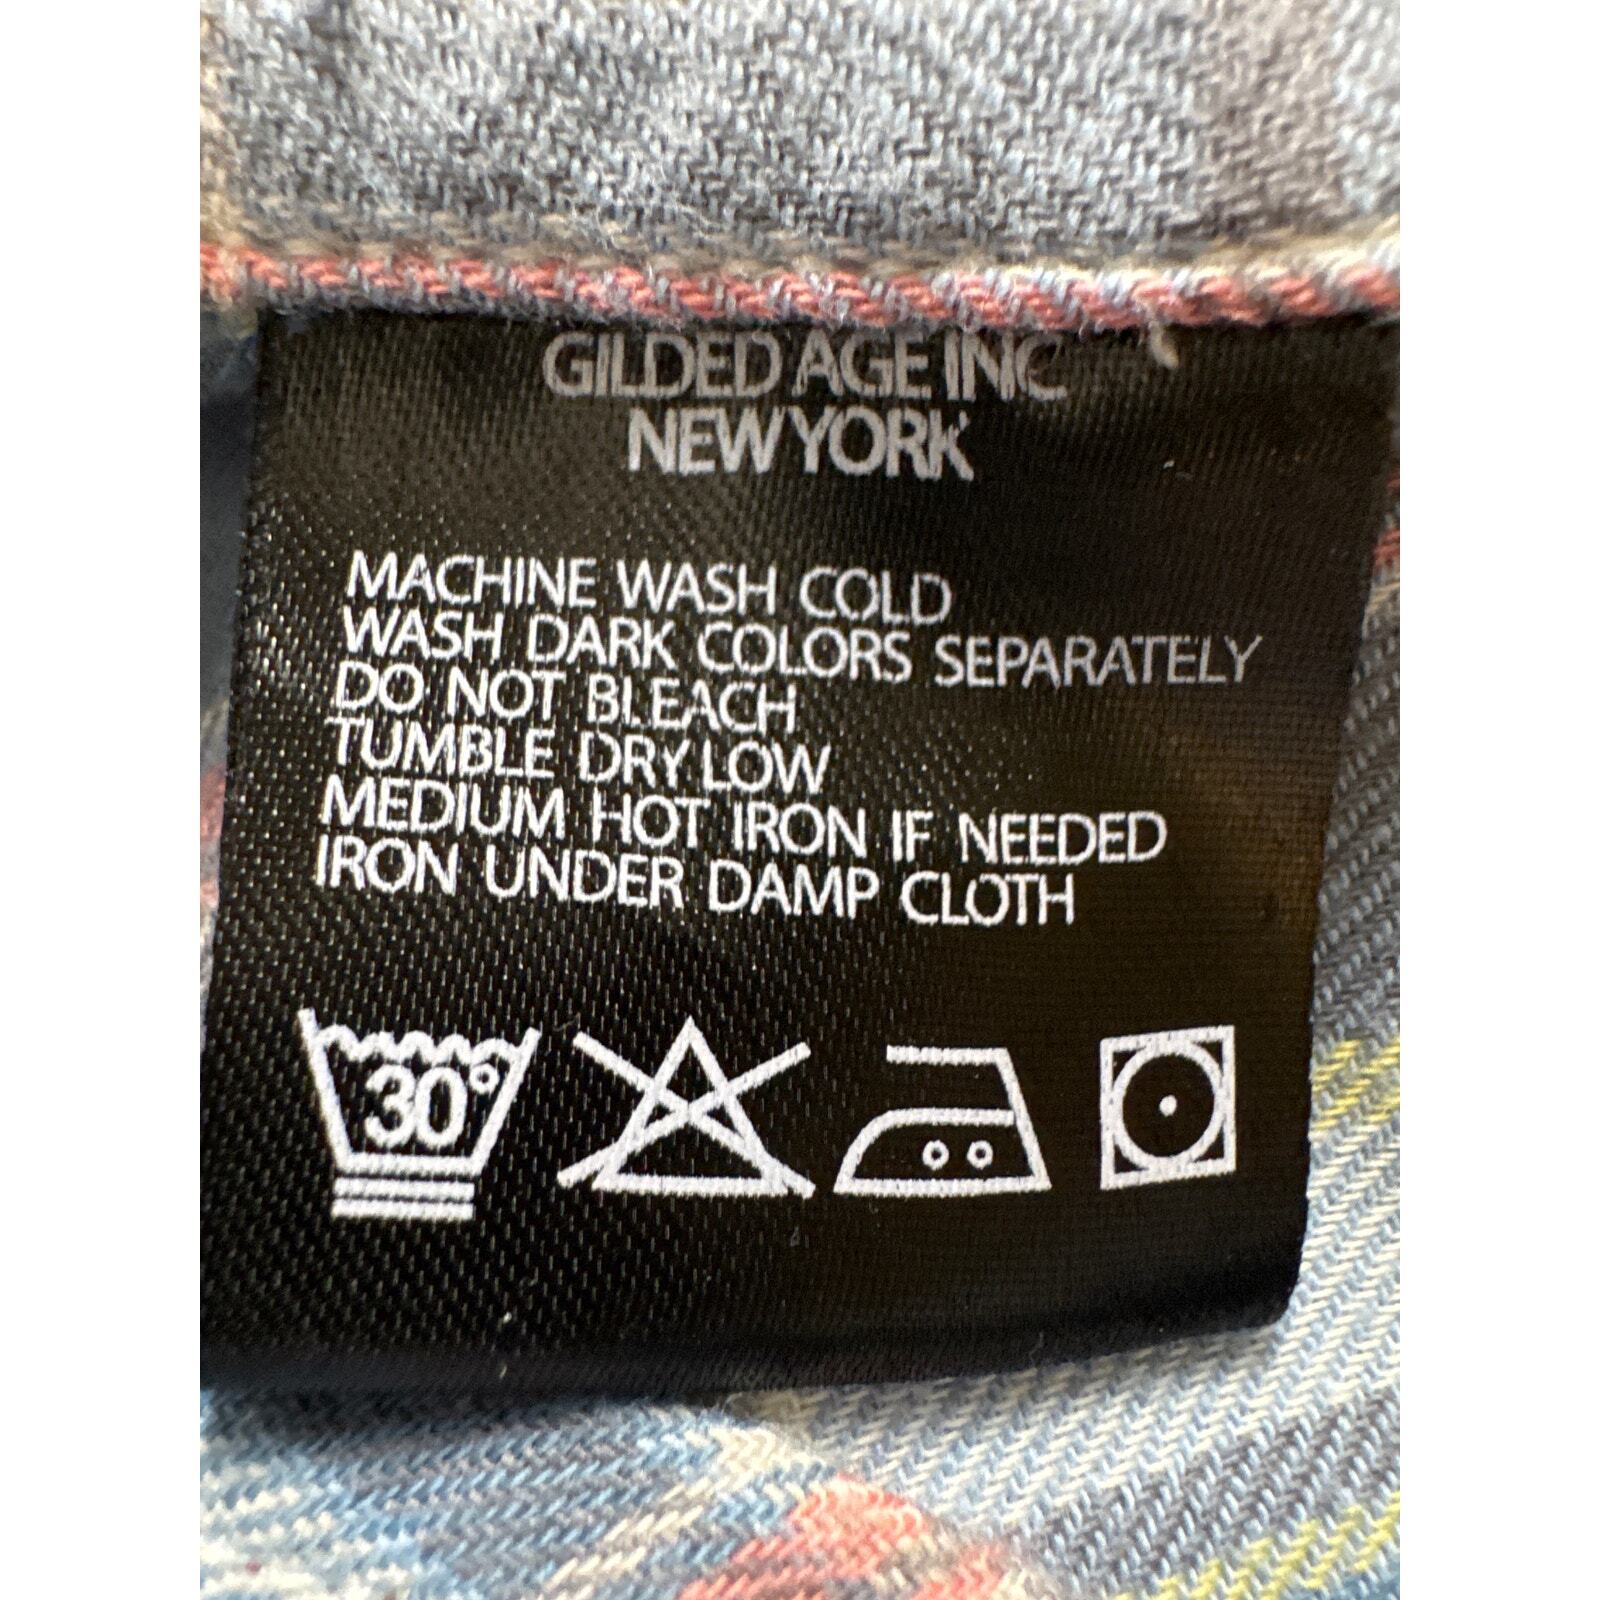 GILDED AGE INC
NEW YORK
MACHINE WASH COLD
WASH DARK COLORS SEPARATELY
DO NOT BLEACH
TUMBLE DRY LOW
MEDIUM HOT IRON IF NEEDED
IRON UNDER DAMP CLOTH
30°